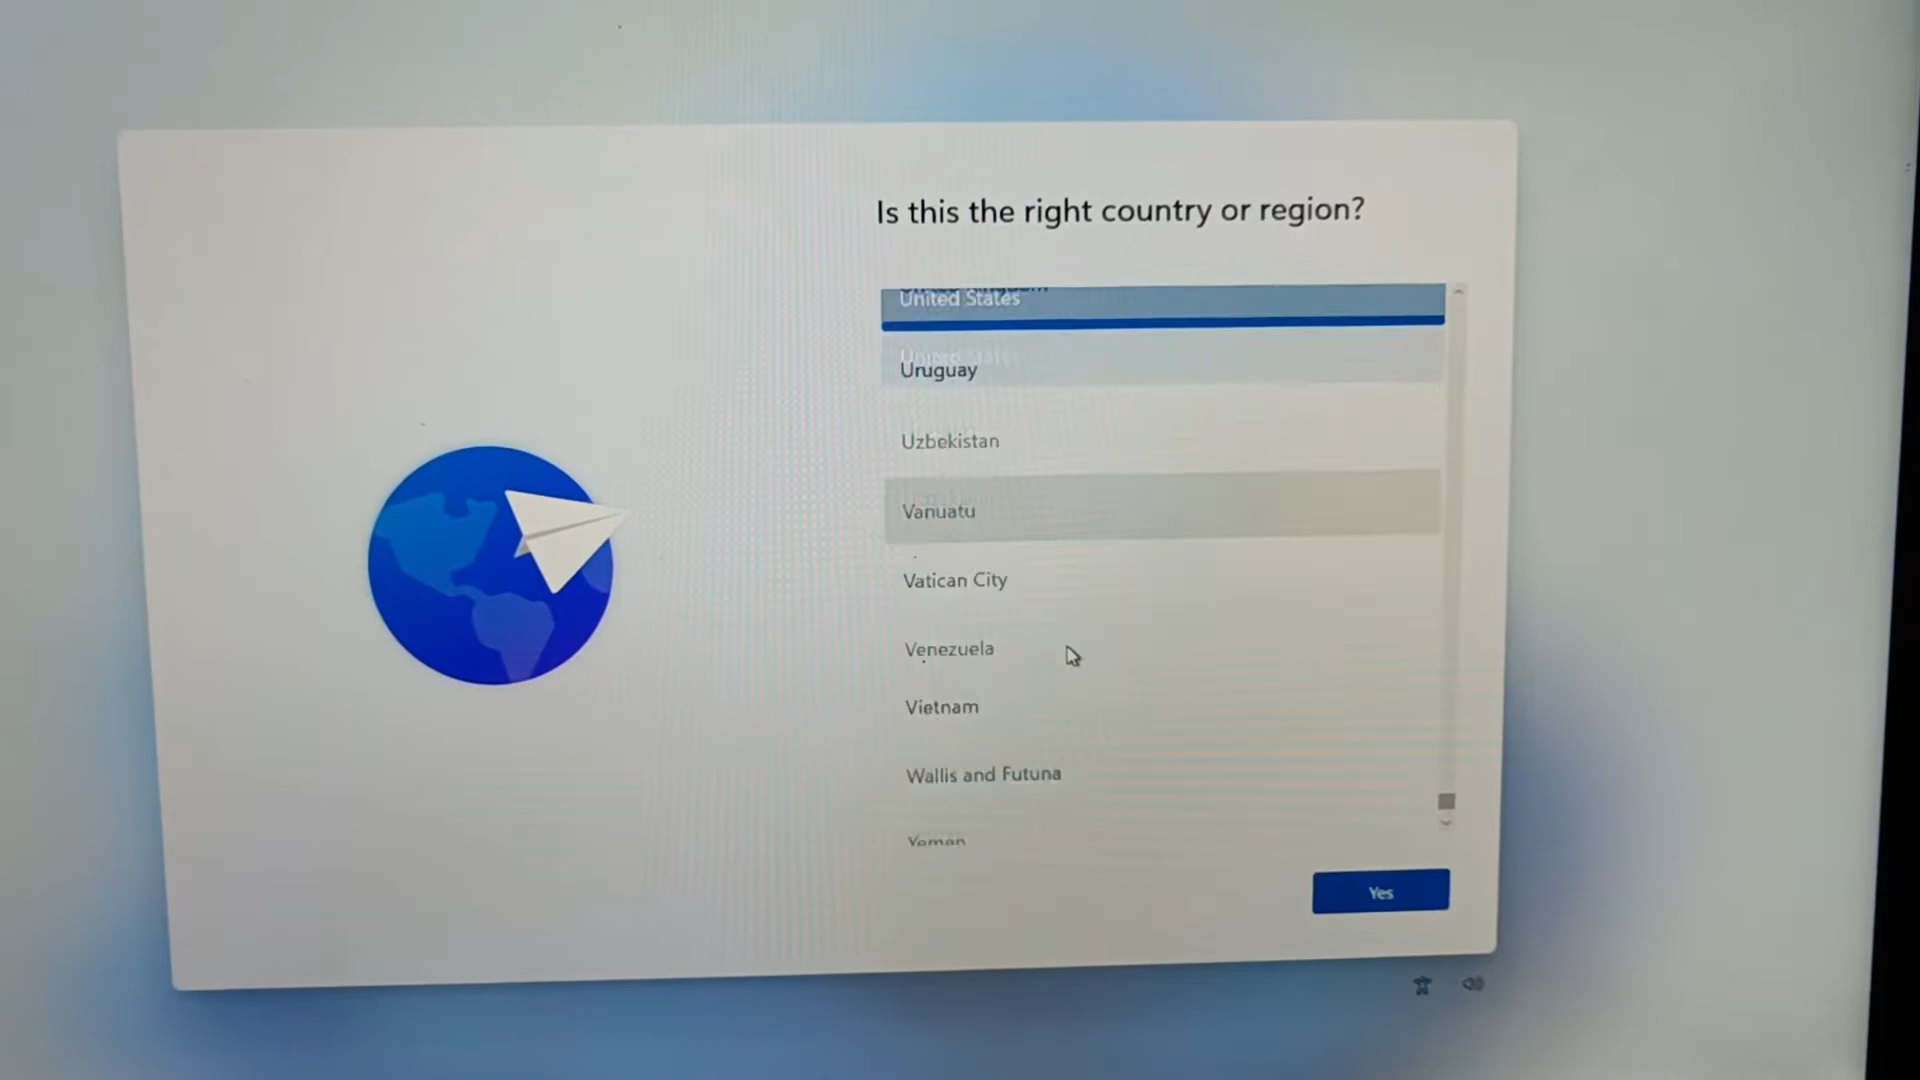 Is this the right country or region?
United States
Uruguay
Uzbekistan
Vanuatu
Vatican City
Venezuela
Vietnam
Wallis and Futuna
Yemen
Yes